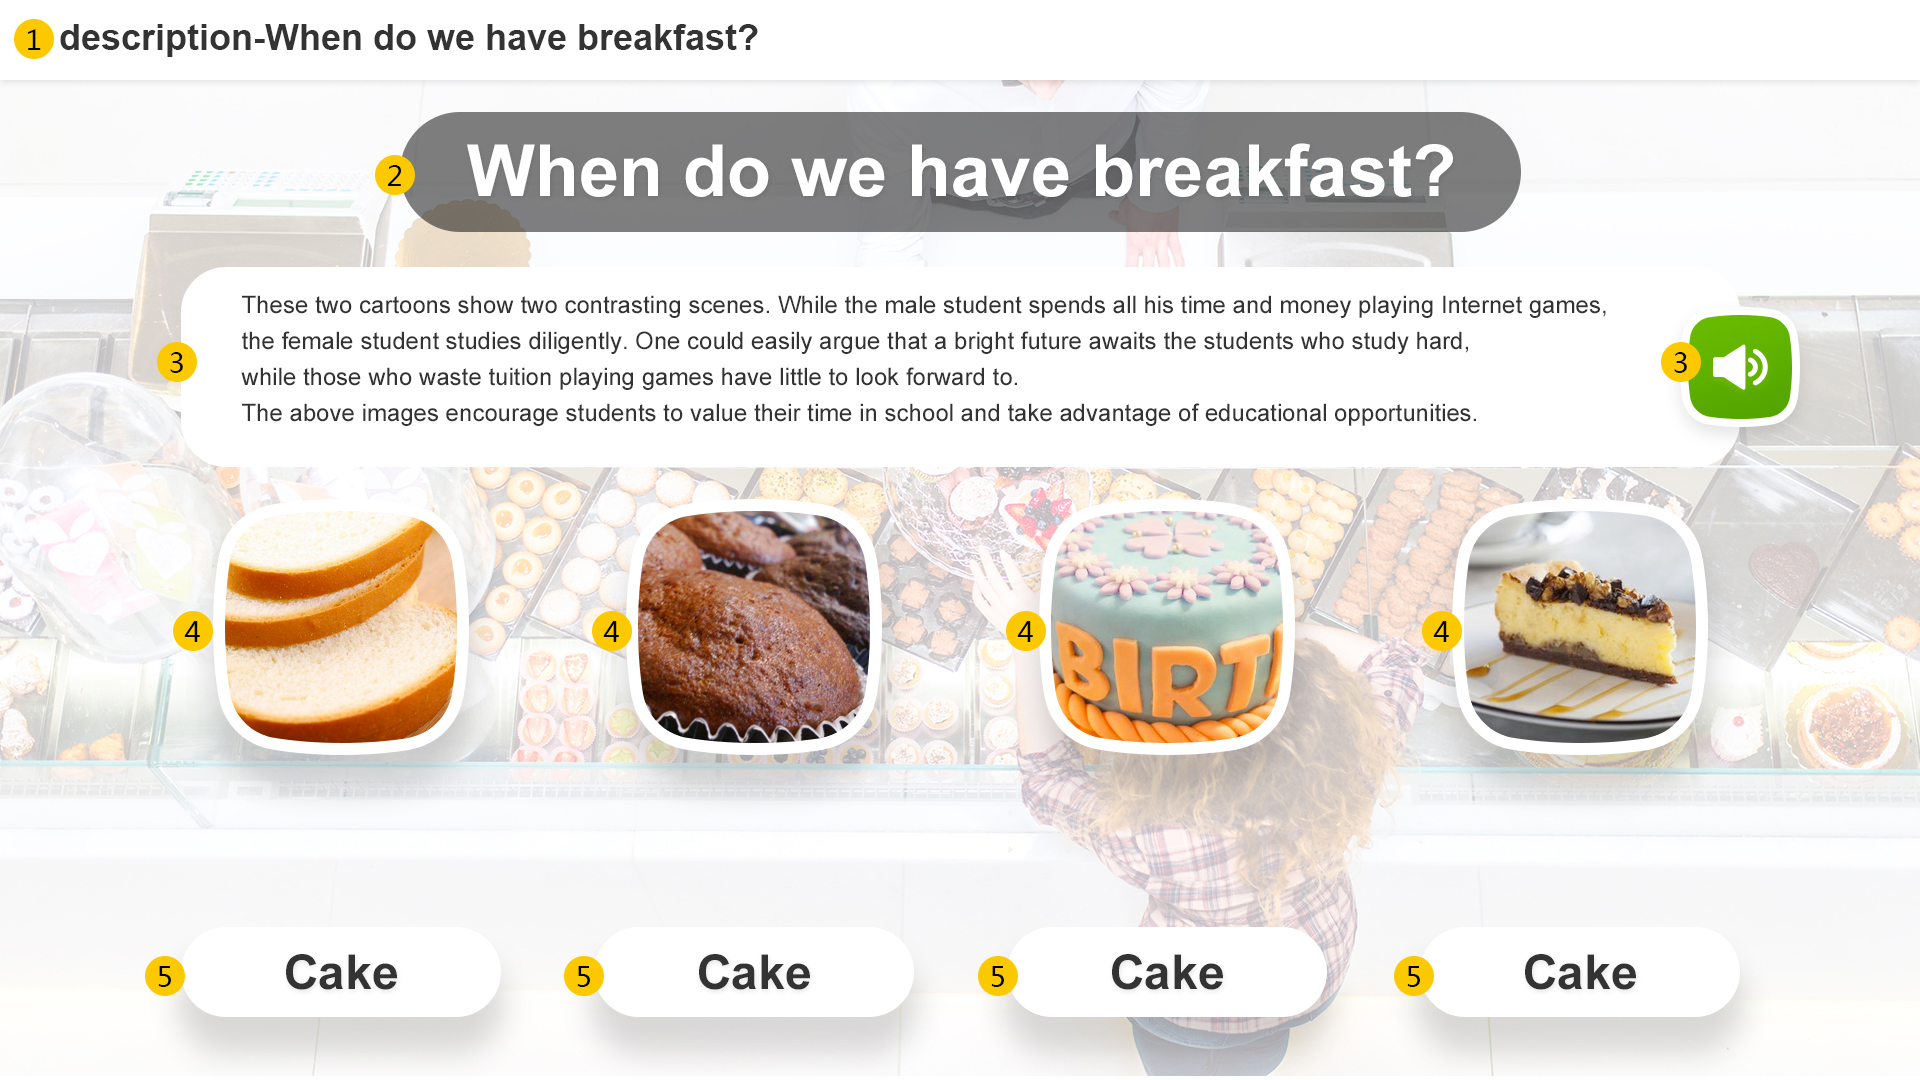 1 description-When do we have breakfast?
2 When do we have breakfast?
These two cartoons show two contrasting scenes. While the male student spends all his time and money playing Internet games,
the female student studies diligently. One could easily argue that a bright future awaits the students who study hard,
3 while those who waste tuition playing games have little to look forward to. 3
The above images encourage students to value their time in school and take advantage of educational opportunities.
4 4 4 4
BIRT
5 Cake 5 Cake 5 Cake 5 Cake